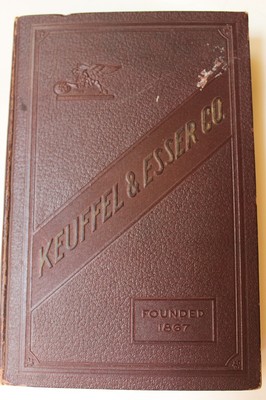 KEUFFEL & ESSER CO.
FOUNDED
1867